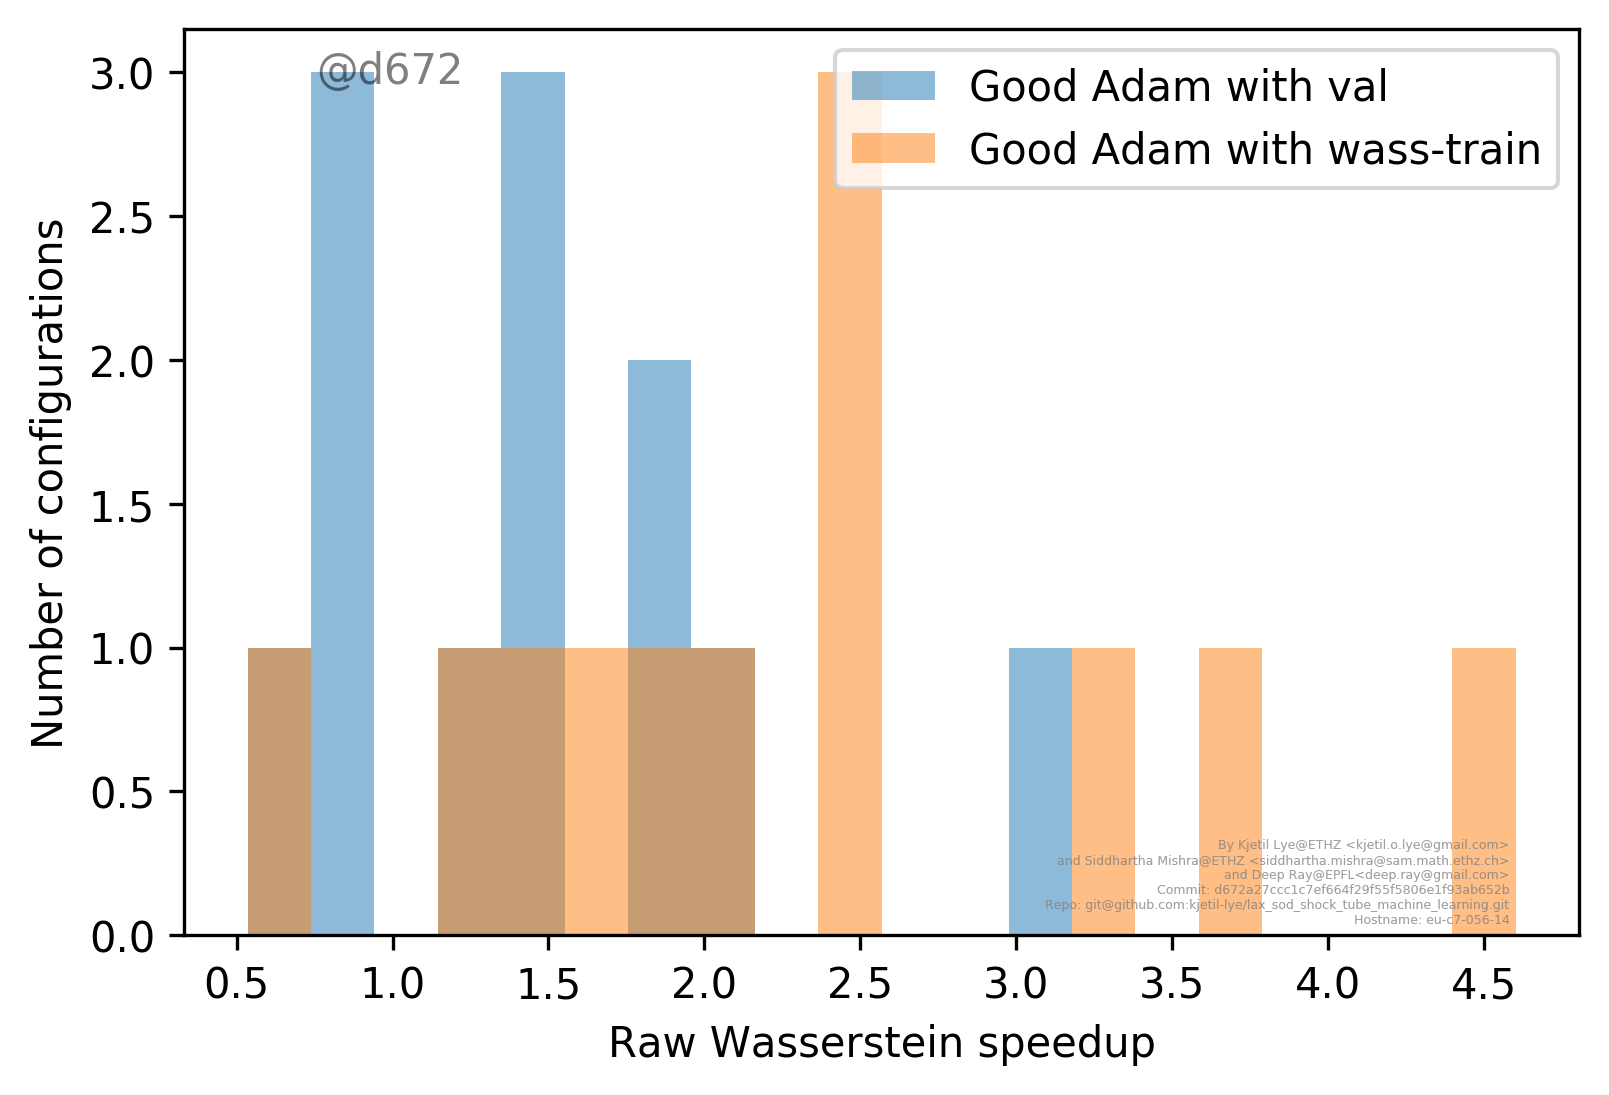 @d672
Good Adam with val
Good Adam with wass-train
Number of configurations
3.0
2.5
2.0
1.5
1.0
0.5
0.0
0.5 1.0 1.5 2.0 2.5 3.0 3.5 4.0 4.5
Raw Wasserstein speedup
By Kjetil Lye@ETHZ <kjetil.o.lye@gmail.com>
and Siddhartha Mishra@ETHZ <siddhartha.mishra@sam.math.ethz.ch>
and Deep Ray@EPFL<deep.ray@gmail.com>
Commit: d672a27ccc1c7ef664f29f55f5806e1f93ab652b
Repo: git@github.com:kjetil-lye/lax_sod_shock_tube_machine_learning.git
Hostname: eu-c7-056-14